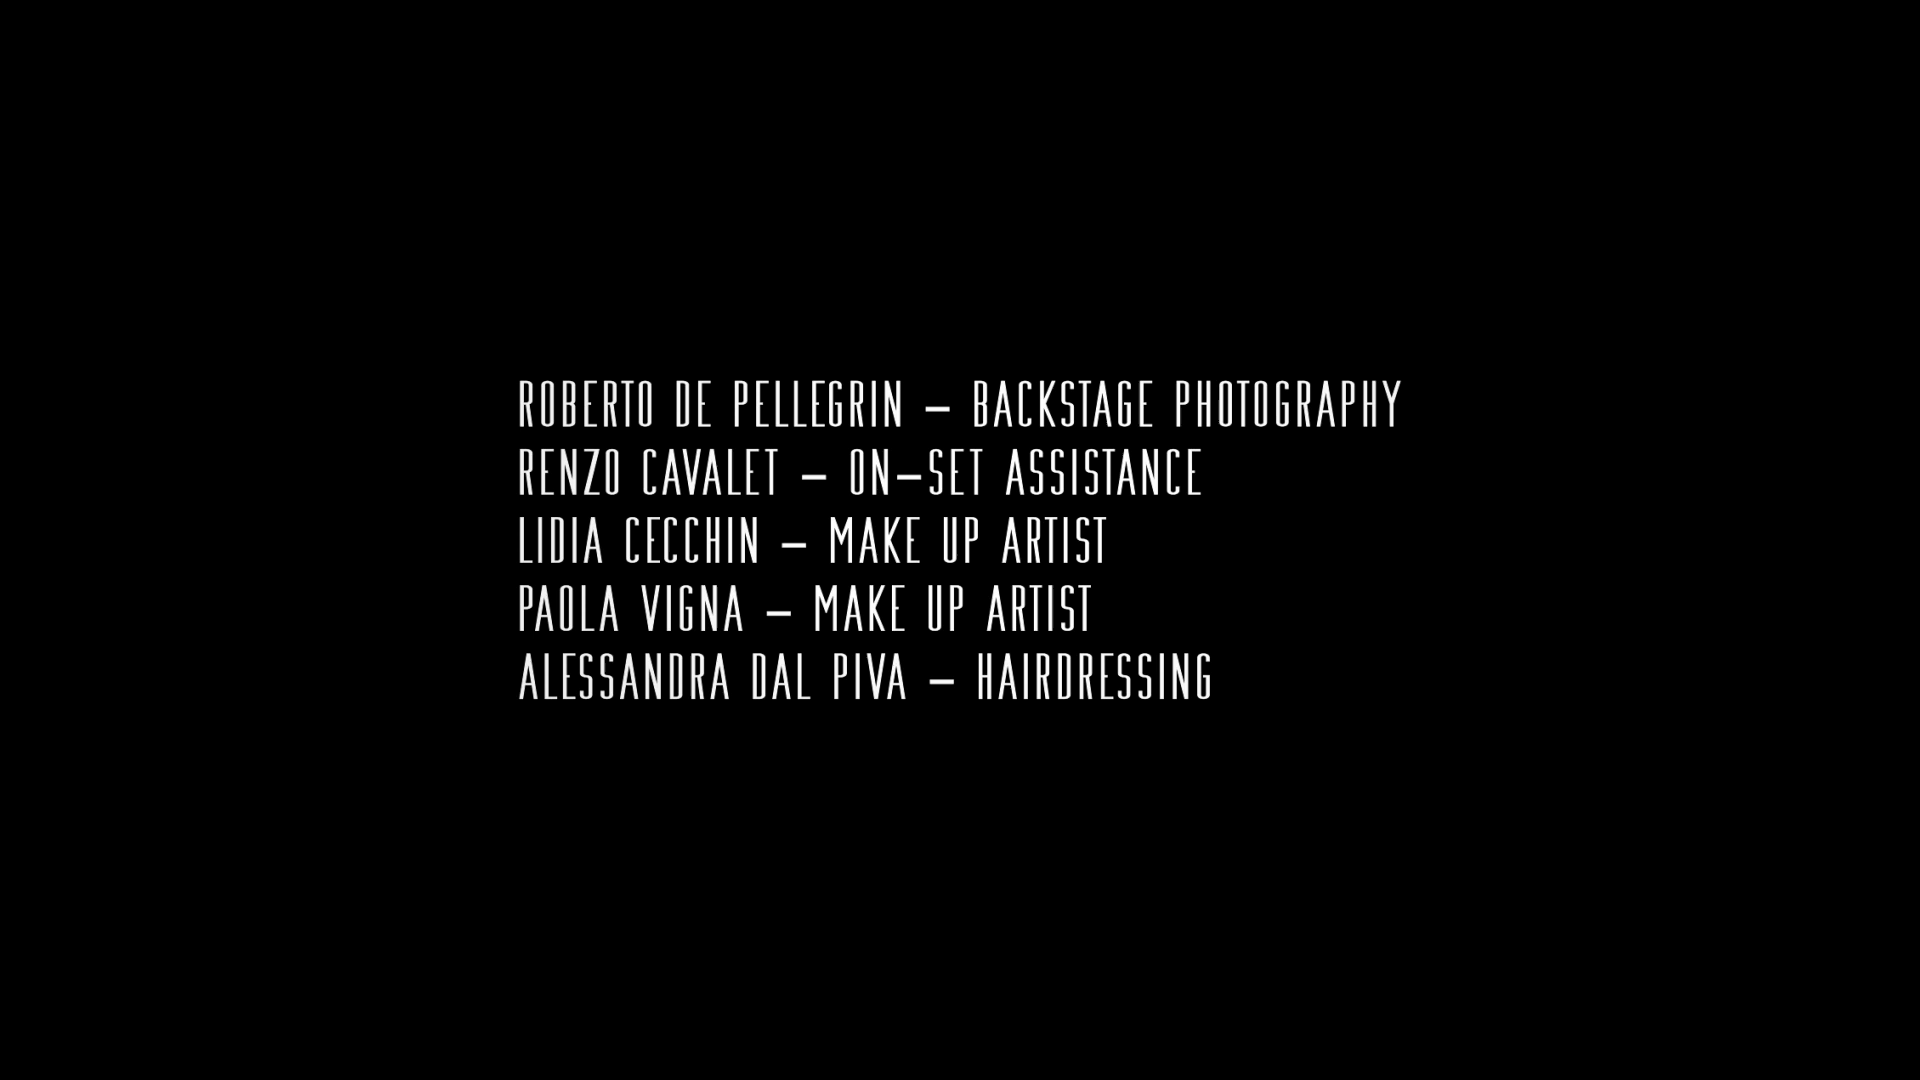 ROBERTO DE PELLEGRIN – BACKSTAGE PHOTOGRAPHY
RENZO CAVALET – ON–SET ASSISTANCE
LIDIA CECCHIN – MAKE UP ARTIST
PAOLA VIGNA – MAKE UP ARTIST
ALESSANDRA DAL PIVA – HAIRDRESSING